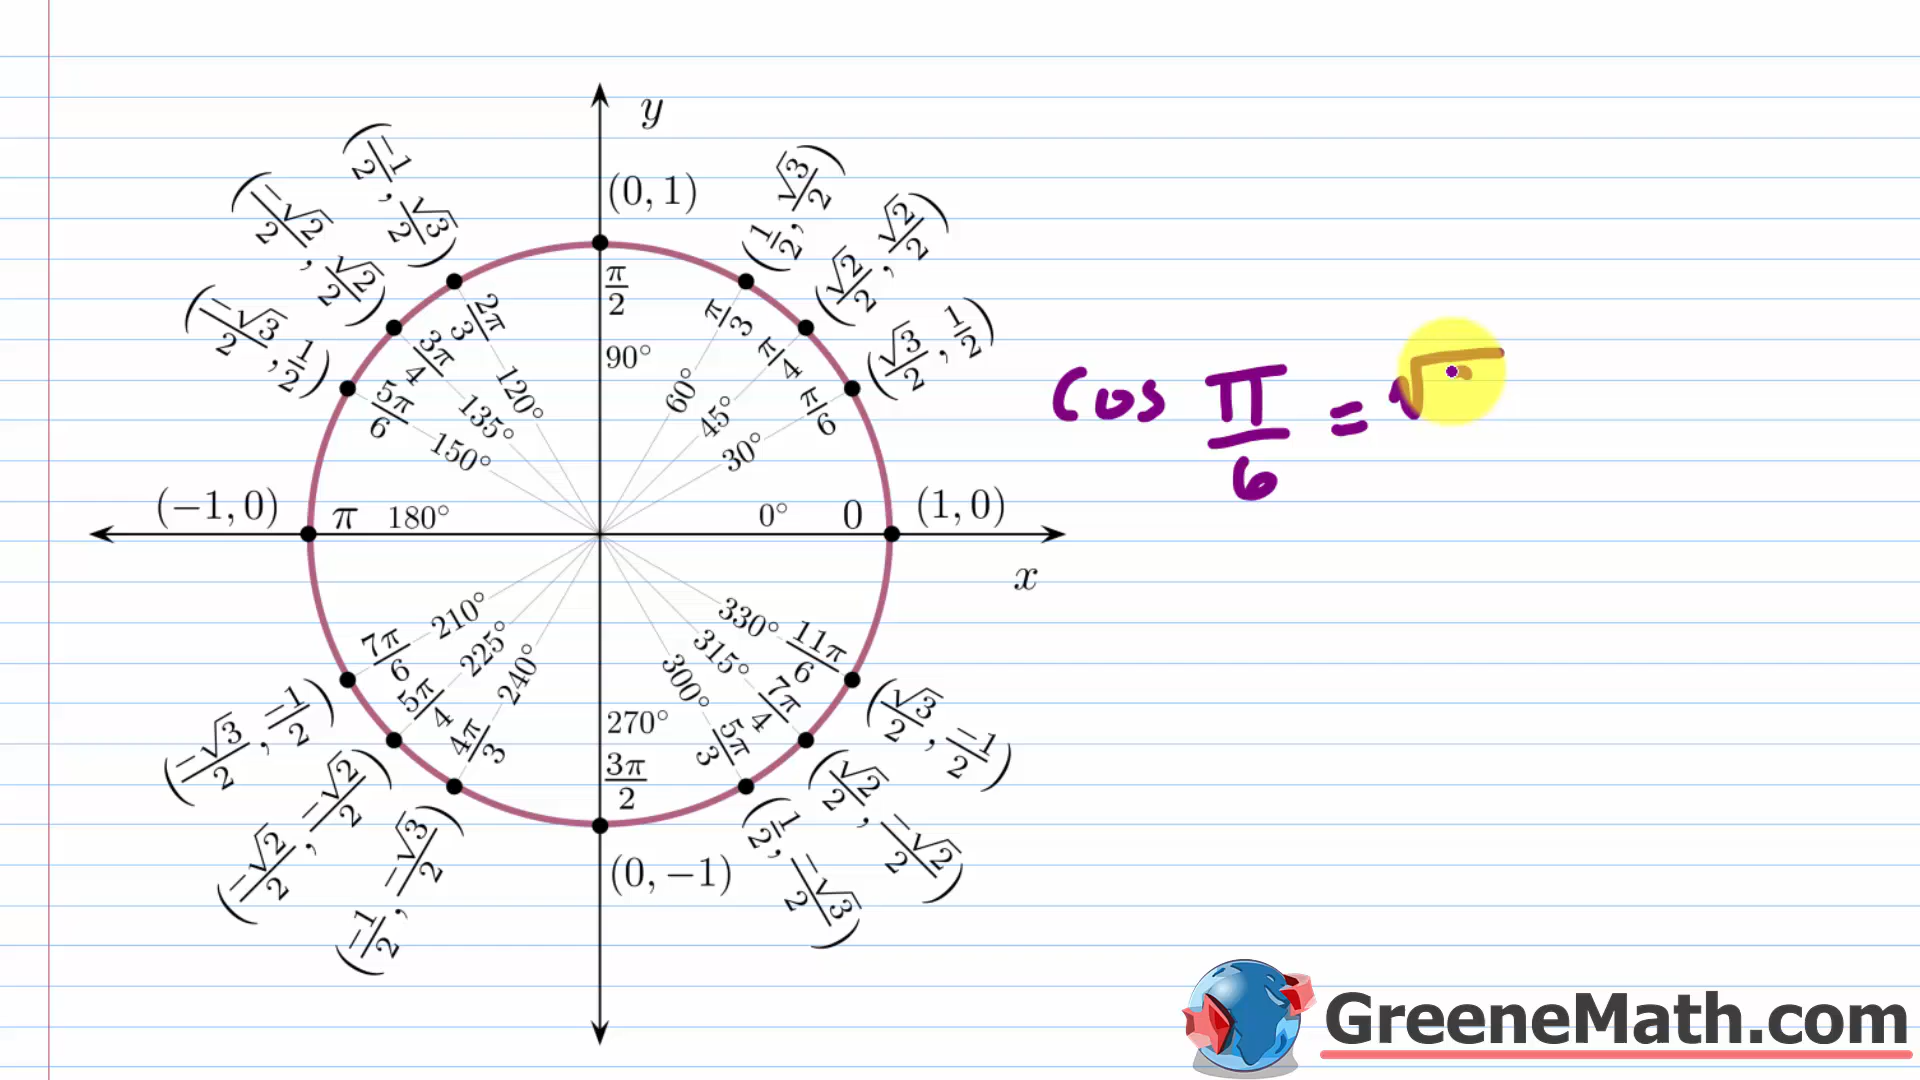 y
(0, 1)
(1/2, √3/2)
(√2/2, √2/2)
(√3/2, 1/2)
(−1/2, √3/2)
(−√2/2, √2/2)
(−√3/2, 1/2)
π/2
90°
π/3
60°
π/4
45°
π/6
30°
2π/3
120°
3π/4
135°
5π/6
150°
cos π/6 = √
(−1, 0)
π 180°
0° 0
(1, 0)
x
7π/6
210°
5π/4
225°
4π/3
240°
270°
3π/2
300°
5π/3
315°
7π/4
330°
11π/6
(−√3/2, −1/2)
(−√2/2, −√2/2)
(−1/2, −√3/2)
(0, −1)
(1/2, −√3/2)
(√2/2, −√2/2)
(√3/2, −1/2)
GreeneMath.com